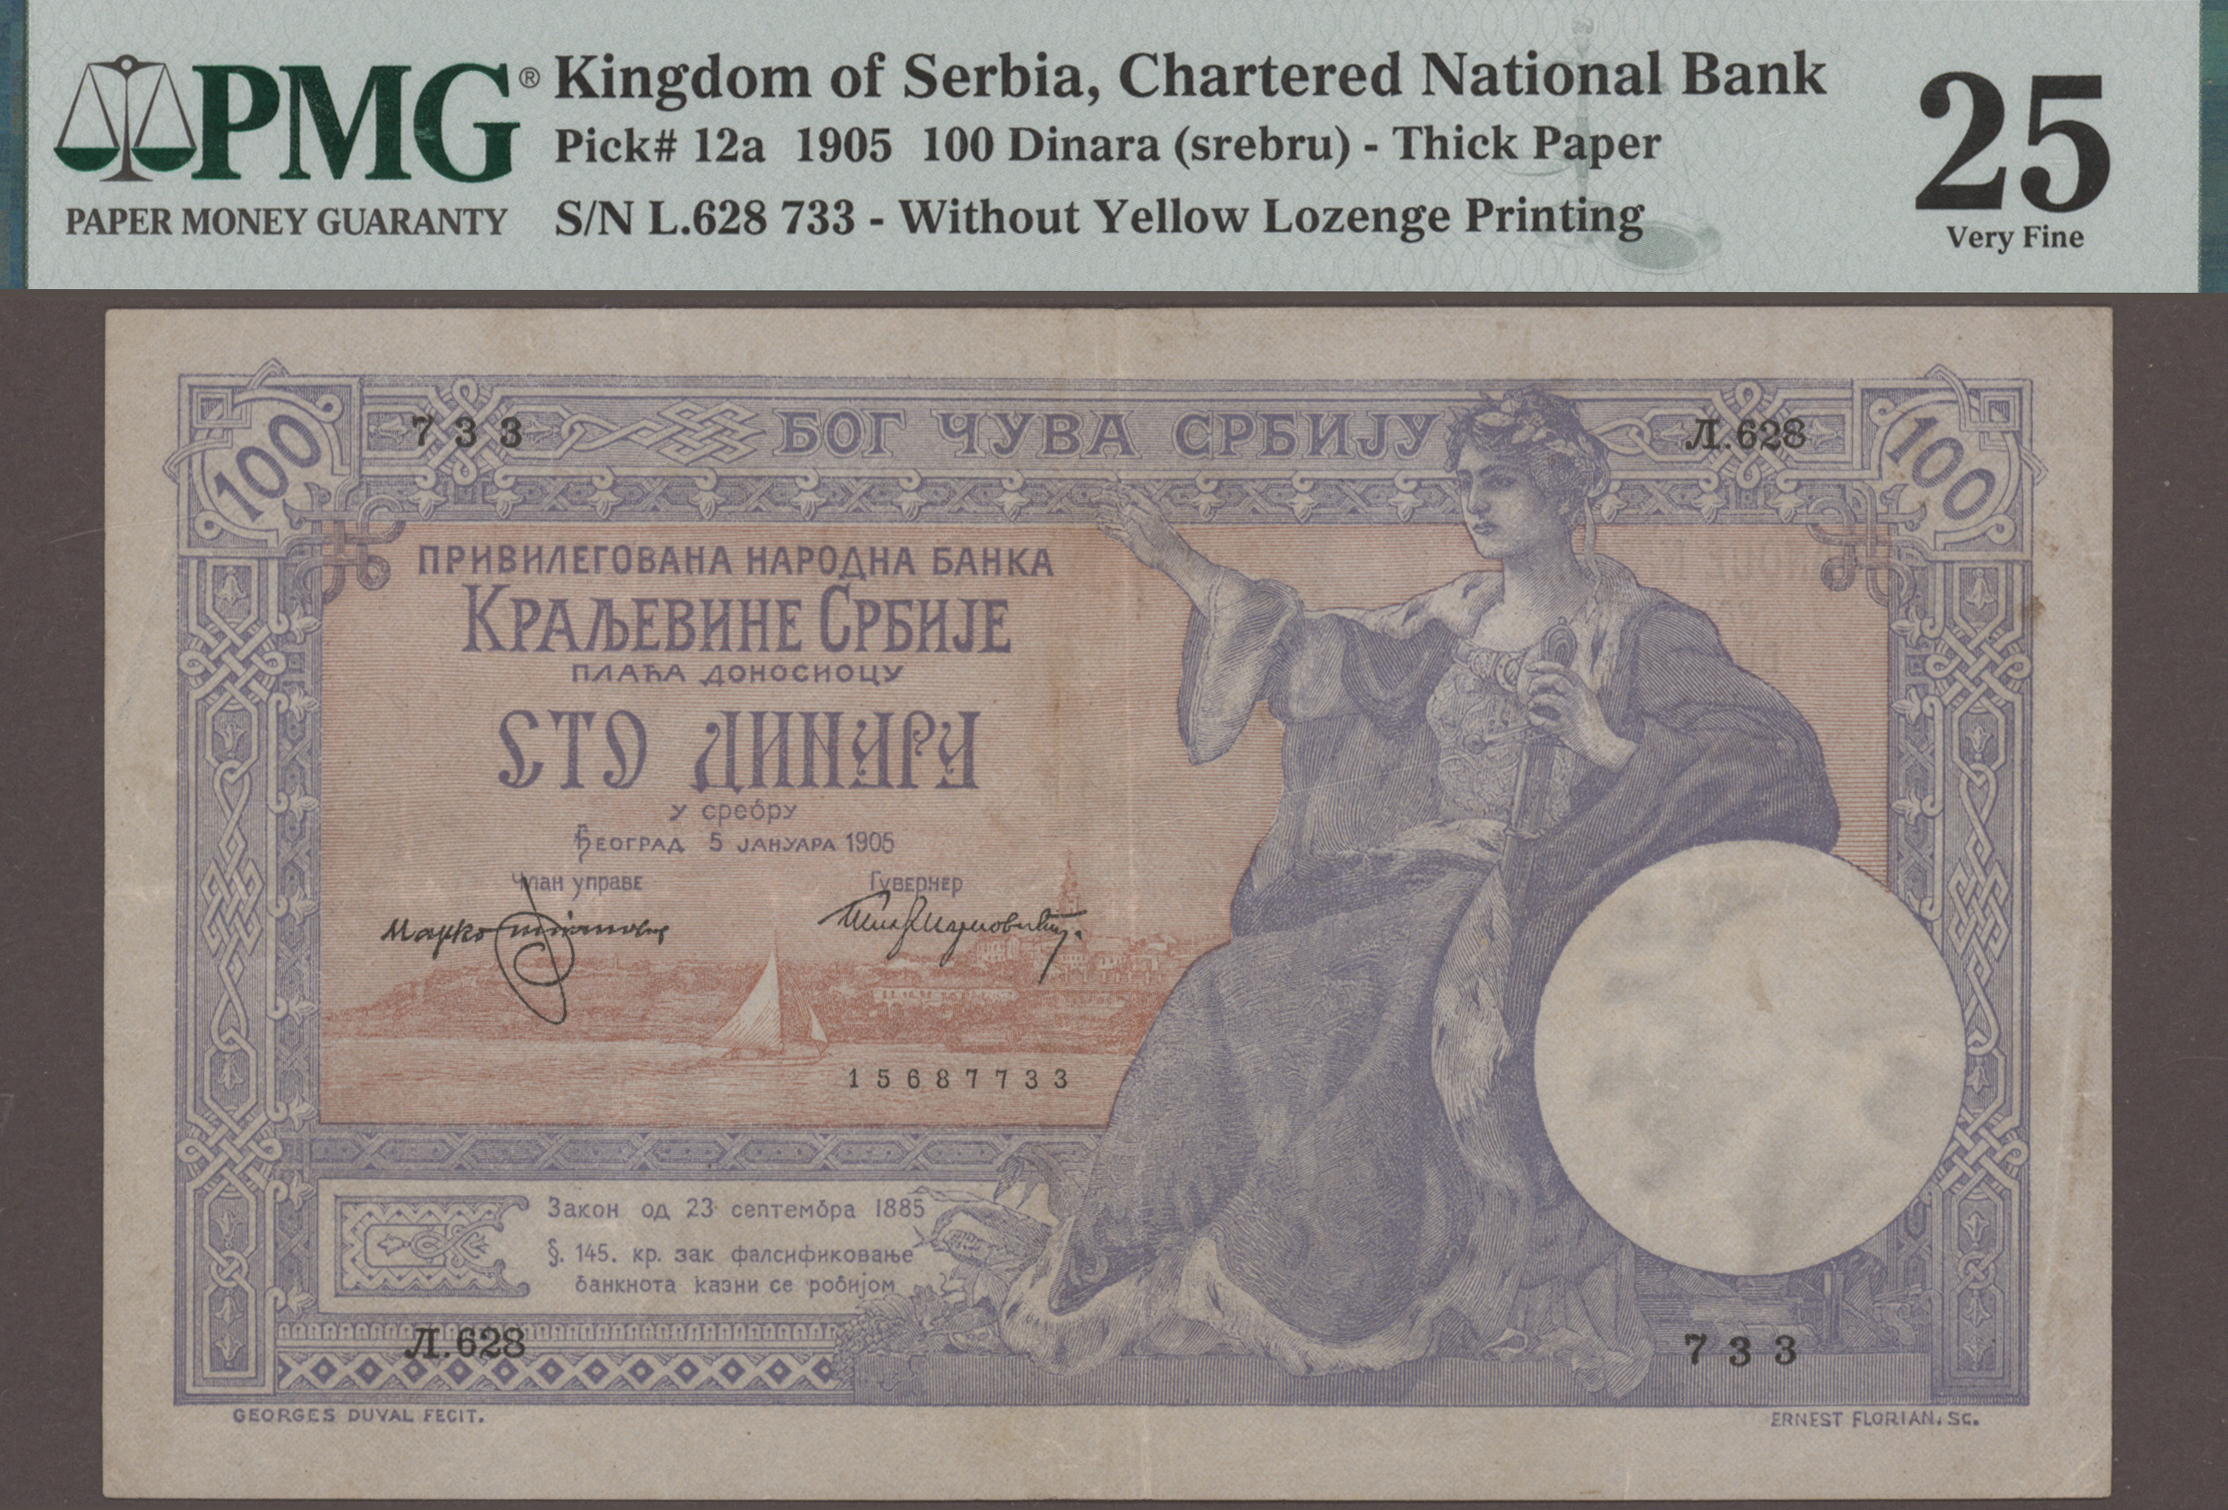 PMG® Kingdom of Serbia, Chartered National Bank 25
Pick# 12a 1905 100 Dinara (srebru) - Thick Paper
PAPER MONEY GUARANTY S/N L.628 733 - Without Yellow Lozenge Printing Very Fine
100 733 БОГ ЧУВА СРБИЈУ Л.628 100
ПРИВИЛЕГОВАНА НАРОДНА БАНКА
КРАЉЕВИНЕ СРБИЈЕ
ПЛАЋА ДОНОСИОЦУ
СТО ДИНАРА
У СРЕБРУ
БЕОГРАД 5 ЈАНУАРА 1905
Члан управе Гувернер
15687733
Закон од 23 септембра 1885
§. 145. кр. зак фалсификовање
банкнота казни се робијом
Л.628 733
GEORGES DUVAL FECIT. ERNEST FLORIAN. SC.